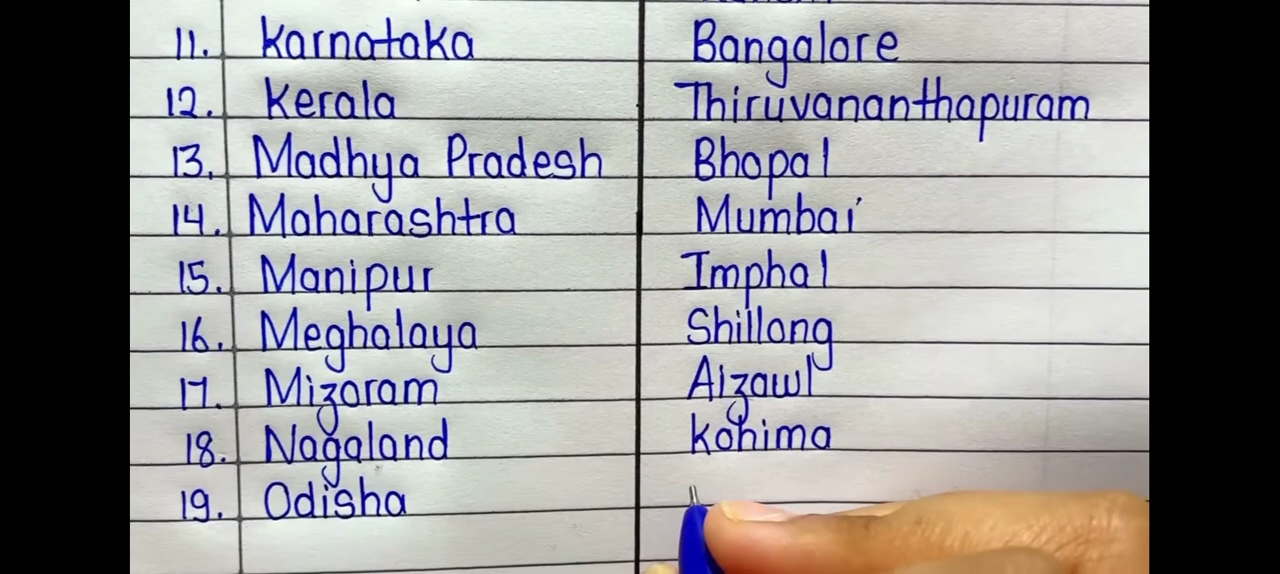 11. Karnataka Bangalore
12. Kerala Thiruvananthapuram
13. Madhya Pradesh Bhopal
14. Maharashtra Mumbai
15. Manipur Imphal
16. Meghalaya Shillong
17. Mizoram Aizawl
18. Nagaland Kohima
19. Odisha